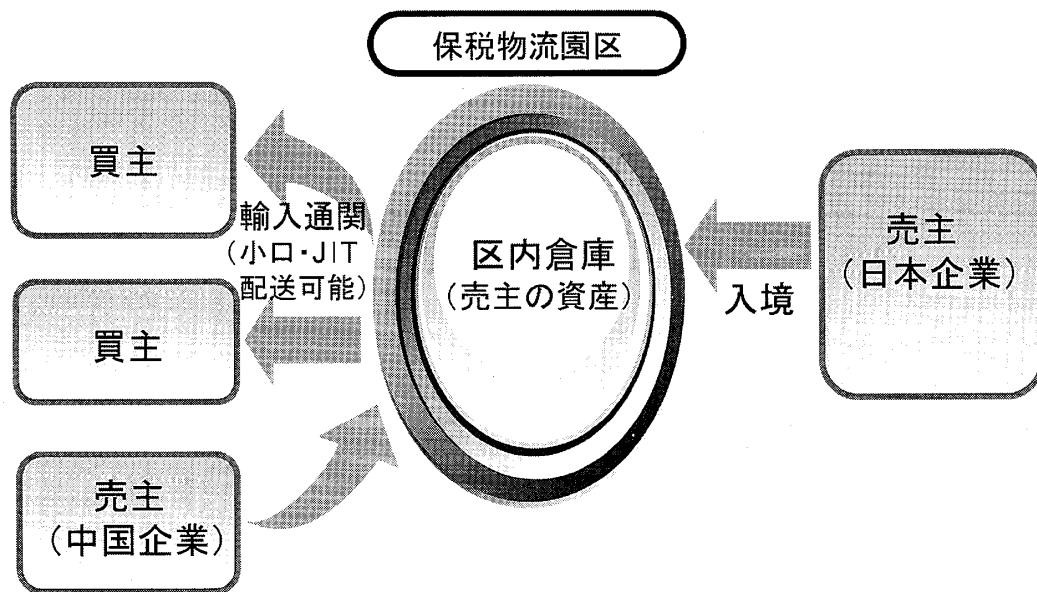 保税物流園区
買主
輸入通関
(小口・JIT
配送可能)
買主
売主
(中国企業)
区内倉庫
(売主の資産)
入境
売主
(日本企業)